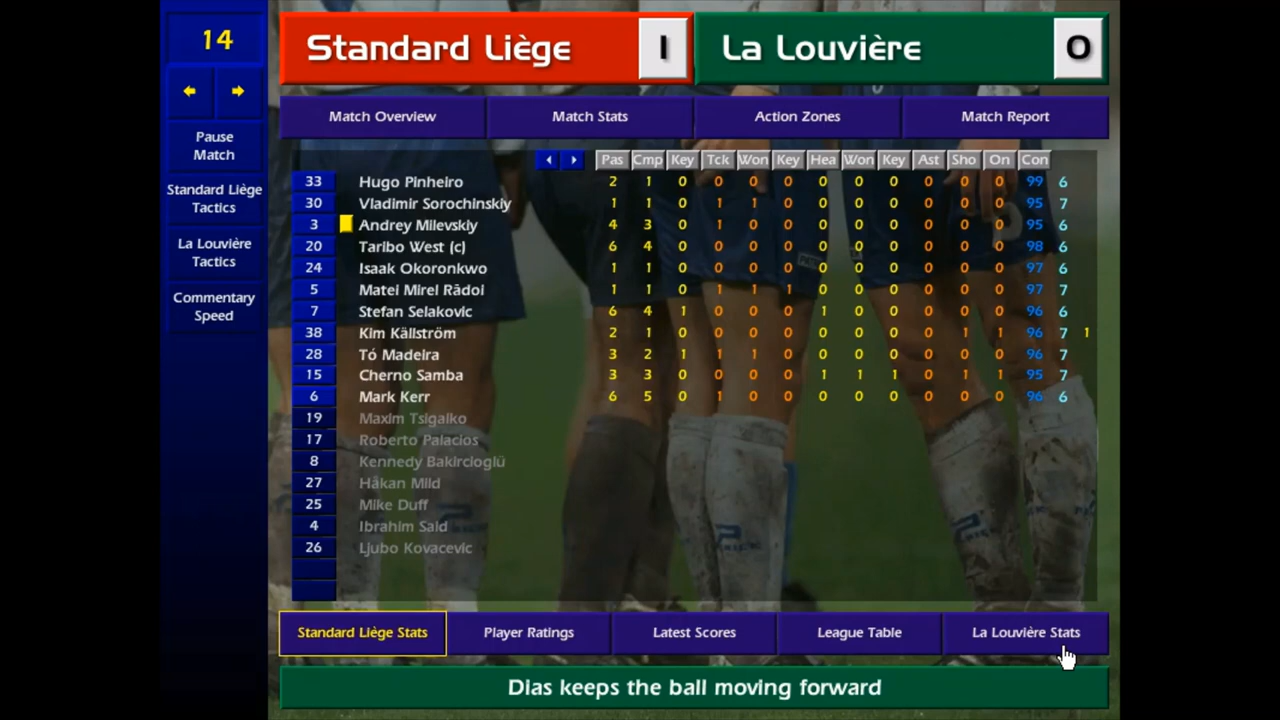 14
Standard Liège 1 La Louvière 0
Match Overview Match Stats Action Zones Match Report
Pause
Match
Standard Liège
Tactics
La Louvière
Tactics
Commentary
Speed
Pas Cmp Key Tck Won Key Hea Won Key Ast Sho On Con
33 Hugo Pinheiro 2 1 0 0 0 0 0 0 0 0 0 0 99 6
30 Vladimir Sorochinskiy 1 1 0 1 1 0 0 0 0 0 0 0 95 7
3 Andrey Milevskiy 4 3 0 1 0 0 0 0 0 0 0 0 95 6
20 Taribo West (c) 6 4 0 0 0 0 0 0 0 0 0 0 98 6
24 Isaak Okoronkwo 1 1 0 0 0 0 0 0 0 0 0 0 97 6
5 Matei Mirel Rădoi 1 1 0 1 1 1 0 0 0 0 0 0 97 7
7 Stefan Selakovic 6 4 1 0 0 0 1 0 0 0 0 0 96 6
38 Kim Källström 2 1 0 0 0 0 0 0 0 0 1 1 96 7 1
28 Tó Madeira 3 2 1 1 1 0 0 0 0 0 0 0 96 7
15 Cherno Samba 3 3 0 0 0 0 1 1 1 0 1 1 95 7
6 Mark Kerr 6 5 0 1 0 0 0 0 0 0 0 0 96 6
19 Maxim Tsigalko
17 Roberto Palacios
8 Kennedy Bakircioglü
27 Håkan Mild
25 Mike Duff
4 Ibrahim Said
26 Ljubo Kovacevic
Standard Liège Stats Player Ratings Latest Scores League Table La Louvière Stats
Dias keeps the ball moving forward